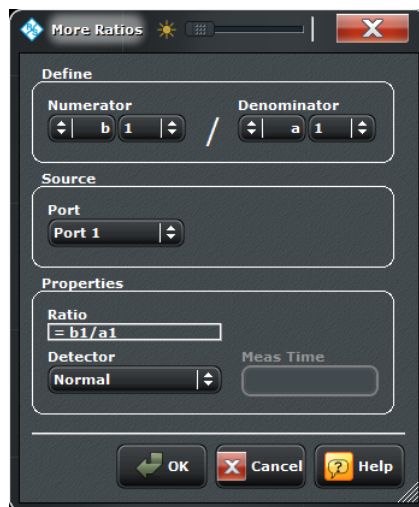 More Ratios
X
Define
Numerator Denominator
b 1 / a 1
Source
Port
Port 1
Properties
Ratio
= b1/a1
Detector Meas Time
Normal
OK Cancel Help